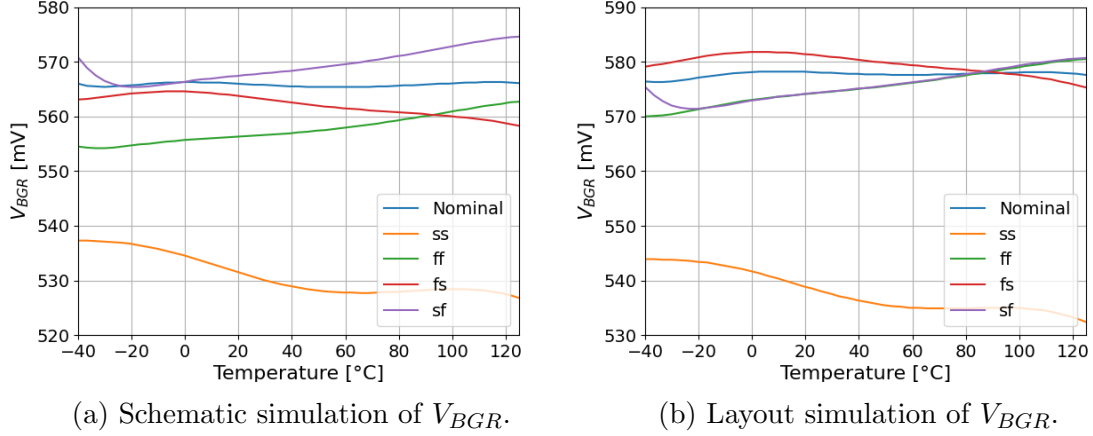 580
570
560
550
540
530
520
V_BGR [mV]
−40 −20 0 20 40 60 80 100 120
Temperature [°C]
Nominal
ss
ff
fs
sf
(a) Schematic simulation of V_BGR.
590
580
570
560
550
540
530
V_BGR [mV]
−40 −20 0 20 40 60 80 100 120
Temperature [°C]
Nominal
ss
ff
fs
sf
(b) Layout simulation of V_BGR.